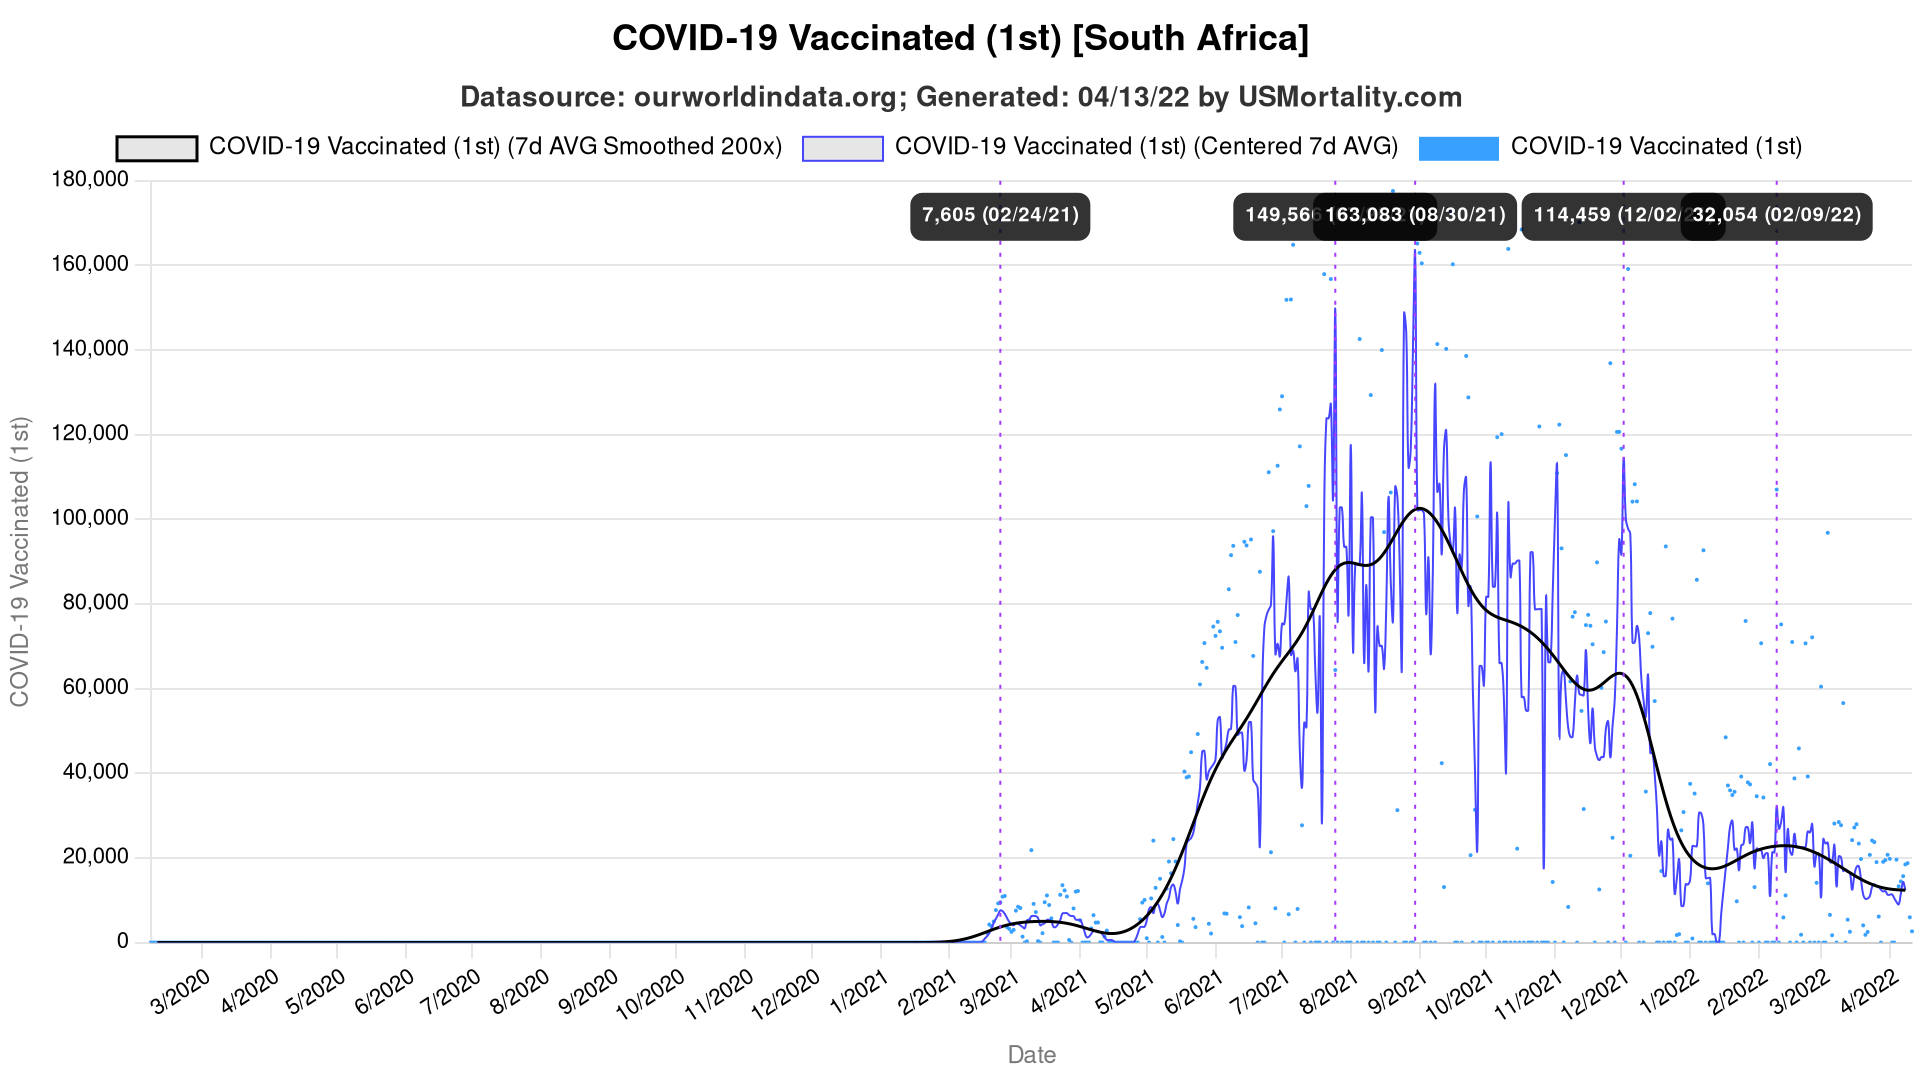 COVID-19 Vaccinated (1st) [South Africa]
Datasource: ourworldindata.org; Generated: 04/13/22 by USMortality.com
COVID-19 Vaccinated (1st) (7d AVG Smoothed 200x) COVID-19 Vaccinated (1st) (Centered 7d AVG) COVID-19 Vaccinated (1st)
180,000
7,605 (02/24/21) 149,566 163,083 (08/30/21) 114,459 (12/02/ 32,054 (02/09/22)
160,000
140,000
120,000
100,000
80,000
60,000
40,000
20,000
0
COVID-19 Vaccinated (1st)
3/2020 4/2020 5/2020 6/2020 7/2020 8/2020 9/2020 10/2020 11/2020 12/2020 1/2021 2/2021 3/2021 4/2021 5/2021 6/2021 7/2021 8/2021 9/2021 10/2021 11/2021 12/2021 1/2022 2/2022 3/2022 4/2022
Date